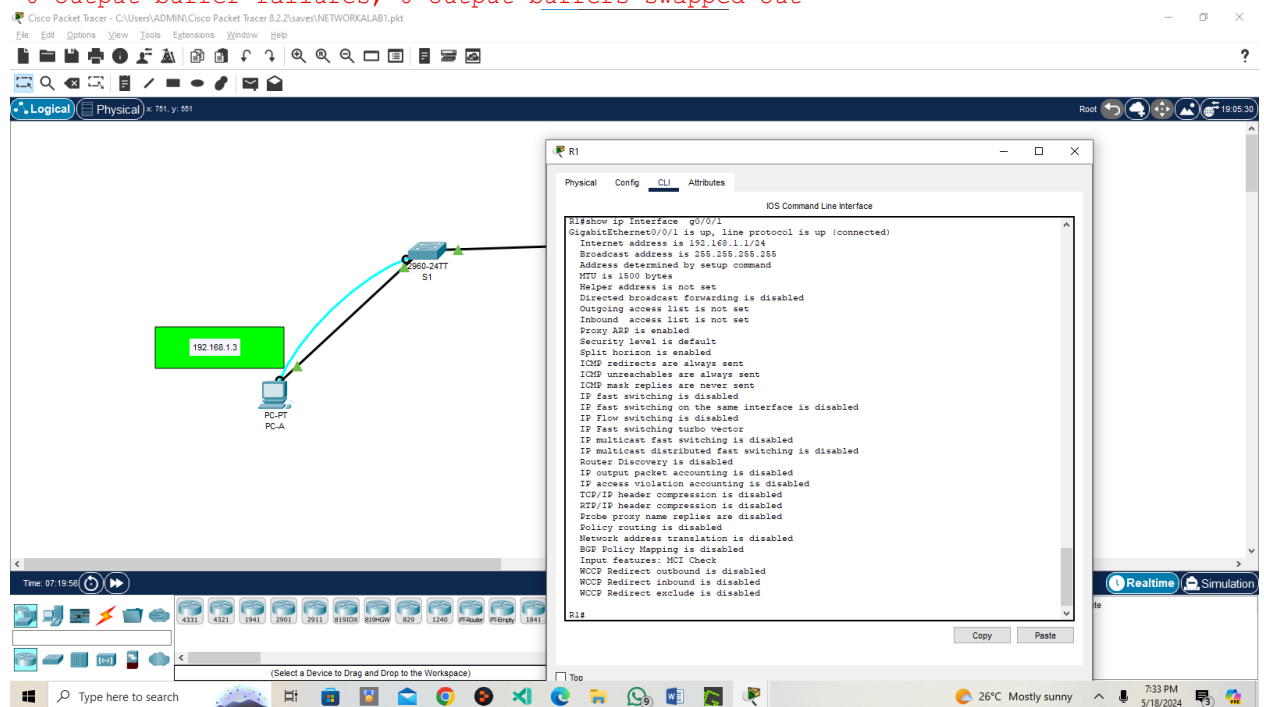 0 output buffer failures, 0 output buffers swapped out
Cisco Packet Tracer - C:\Users\ADMIN\Cisco Packet Tracer 8.2.2\saves\NETWORKALAB1.pkt
File Edit Options View Tools Extensions Window Help
?
Logical Physical x: 751, y: 551 Root 19:05:30
R1
Physical Config CLI Attributes
IOS Command Line Interface
R1#show ip Interface g0/0/1
GigabitEthernet0/0/1 is up, line protocol is up (connected)
Internet address is 192.168.1.1/24
Broadcast address is 255.255.255.255
Address determined by setup command
MTU is 1500 bytes
Helper address is not set
Directed broadcast forwarding is disabled
Outgoing access list is not set
Inbound access list is not set
Proxy ARP is enabled
Security level is default
Split horizon is enabled
ICMP redirects are always sent
ICMP unreachables are always sent
ICMP mask replies are never sent
IP fast switching is disabled
IP fast switching on the same interface is disabled
IP Flow switching is disabled
IP Fast switching turbo vector
IP multicast fast switching is disabled
IP multicast distributed fast switching is disabled
Router Discovery is disabled
IP output packet accounting is disabled
IP access violation accounting is disabled
TCP/IP header compression is disabled
RTP/IP header compression is disabled
Probe proxy name replies are disabled
Policy routing is disabled
Network address translation is disabled
BGP Policy Mapping is disabled
Input features: MCI Check
WCCP Redirect outbound is disabled
WCCP Redirect inbound is disabled
WCCP Redirect exclude is disabled
R1#
Copy Paste
Top
2960-24TT
S1
192.168.1.3
PC-PT
PC-A
Time: 07:19:56 Realtime Simulation
4331 4321 1941 2901 2911 819IOX 819HGW 829 1240 PT-Router PT-Empty 1841
(Select a Device to Drag and Drop to the Workspace)
Type here to search
9
26°C Mostly sunny
7:33 PM
5/18/2024
3
PRE